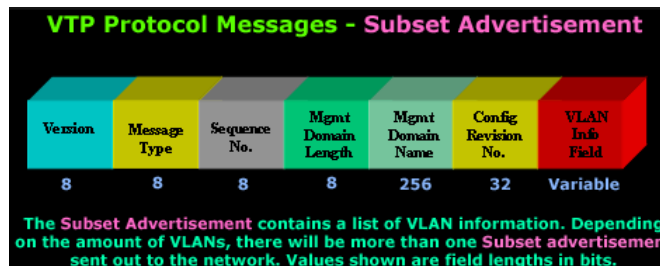 VTP Protocol Messages - Subset Advertisement
Version
Message Type
Sequence No.
Mgmt Domain Length
Mgmt Domain Name
Config Revision No.
VLAN Info Field
8 8 8 8 256 32 Variable
The Subset Advertisement contains a list of VLAN information. Depending
on the amount of VLANs, there will be more than one Subset advertisemen
sent out to the network. Values shown are field lengths in bits.